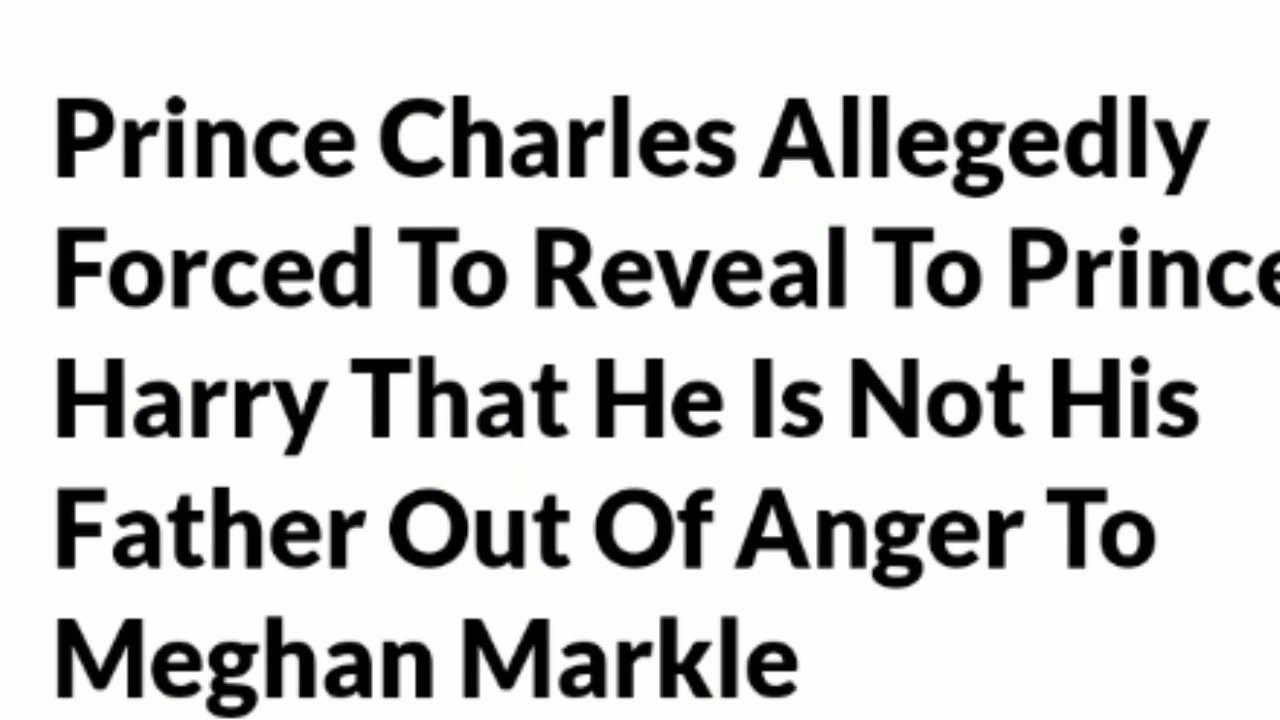 Prince Charles Allegedly
Forced To Reveal To Prince
Harry That He Is Not His
Father Out Of Anger To
Meghan Markle